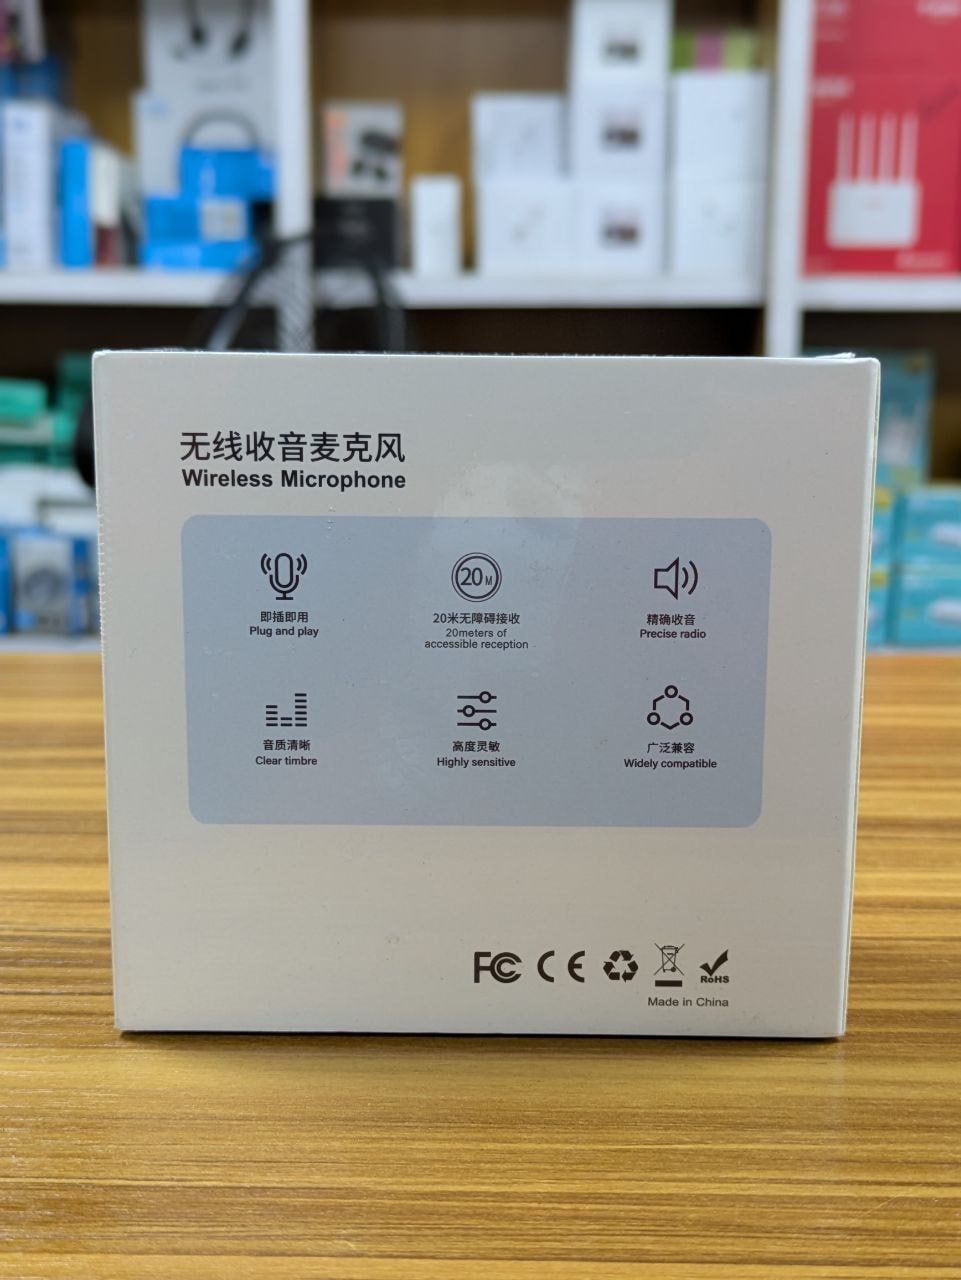 无线收音麦克风
Wireless Microphone
20M
即插即用
Plug and play
20米无障碍接收
20meters of
accessible reception
精确收音
Precise radio
音质清晰
Clear timbre
高度灵敏
Highly sensitive
广泛兼容
Widely compatible
FC CE RoHS
Made in China